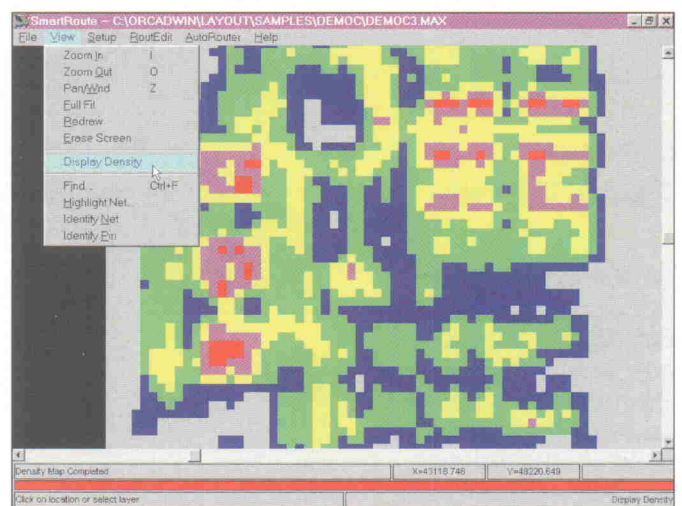 SmartRoute – C:\ORCADWIN\LAYOUT\SAMPLES\DEMOC\DEMOC3.MAX
File View Setup RoutEdit AutoRouter Help
Zoom In I
Zoom Out O
Pan/Wnd Z
Full Fit
Redraw
Erase Screen
Display Density
Find... Ctrl+F
Highlight Net...
Identify Net
Identify Pin
Density Map Completed X=43118.746 Y=48220.649
Click on location or select layer Display Density